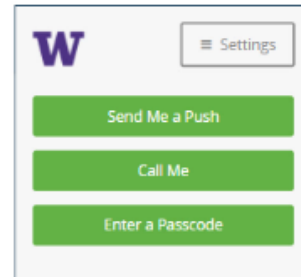 W
≡ Settings
Send Me a Push
Call Me
Enter a Passcode